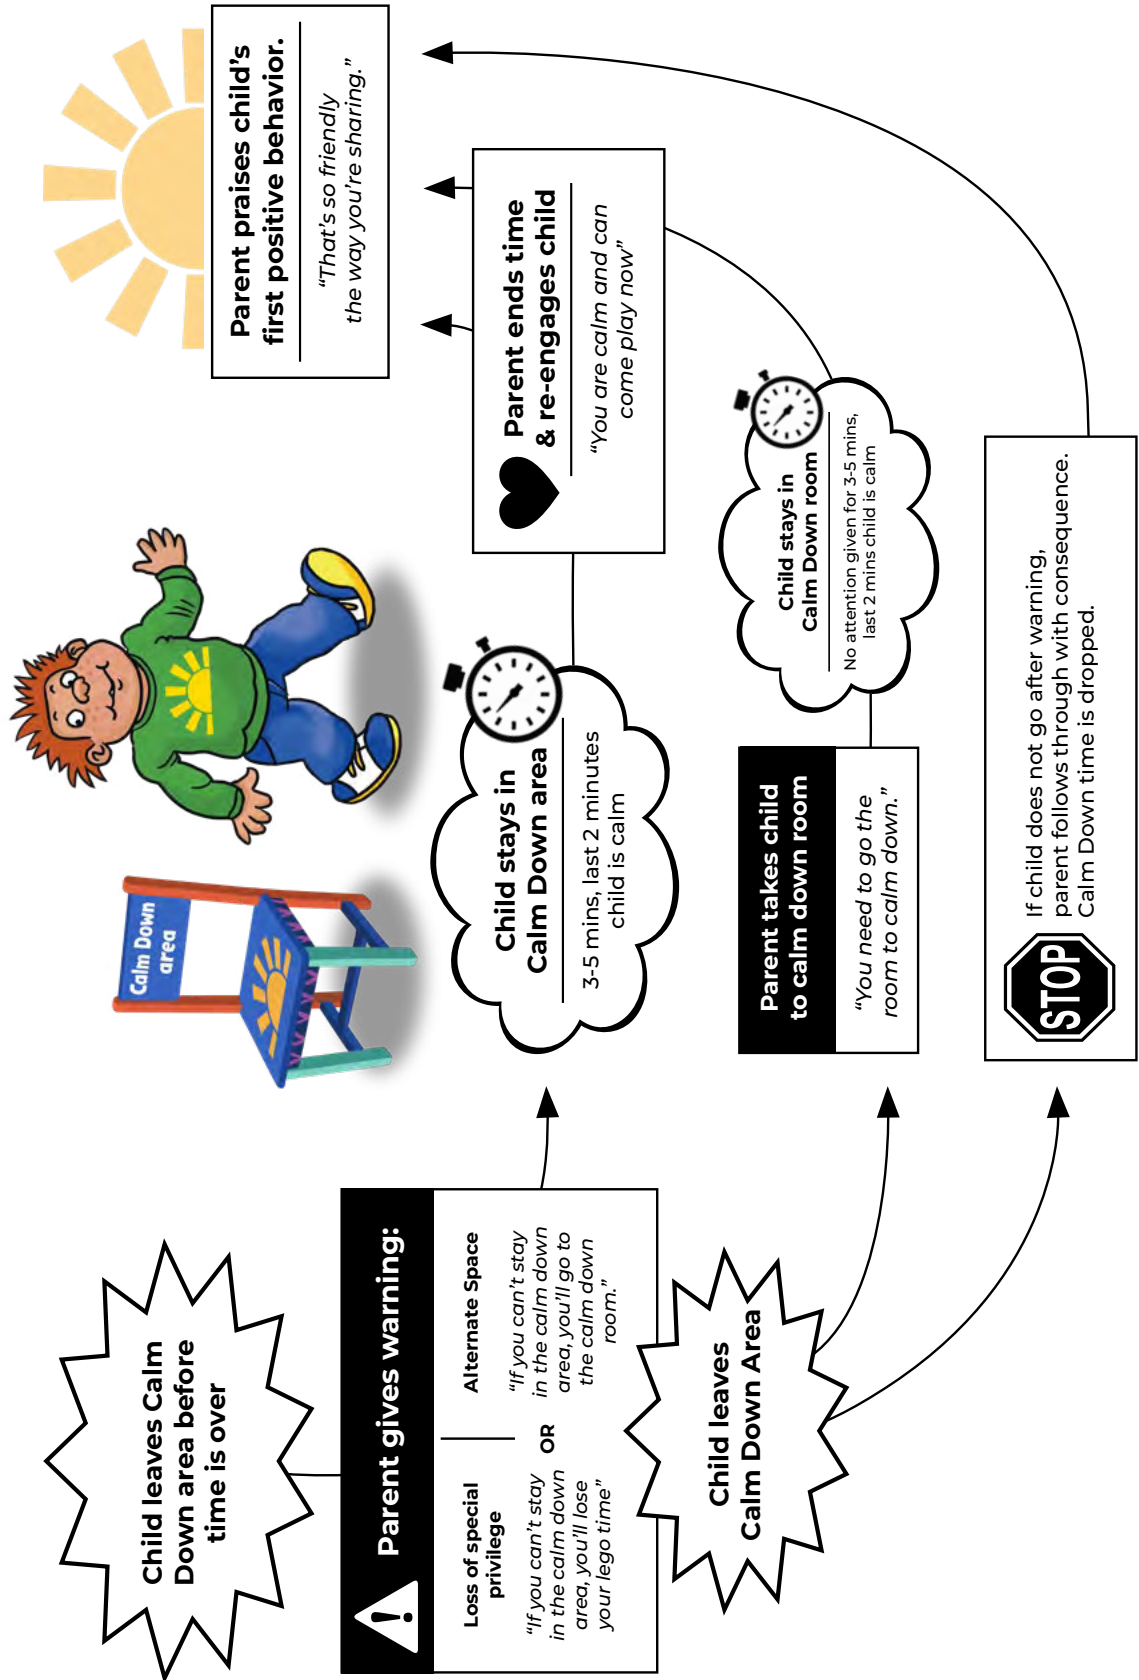 Child leaves Calm
Down area before
time is over
Parent gives warning:
Loss of special
privilege
“If you can’t stay
in the calm down
area, you’ll lose
your lego time”
OR
Alternate Space
“If you can’t stay
in the calm down
area, you’ll go to
the calm down
room.”
Child leaves
Calm Down Area
Calm Down
area
Child stays in
Calm Down area
3-5 mins, last 2 minutes
child is calm
Parent takes child
to calm down room
“You need to go the
room to calm down.”
STOP
If child does not go after warning,
parent follows through with consequence.
Calm Down time is dropped.
Child stays in
Calm Down room
No attention given for 3-5 mins,
last 2 mins child is calm
Parent ends time
& re-engages child
“You are calm and can
come play now”
Parent praises child’s
first positive behavior.
“That’s so friendly
the way you’re sharing.”